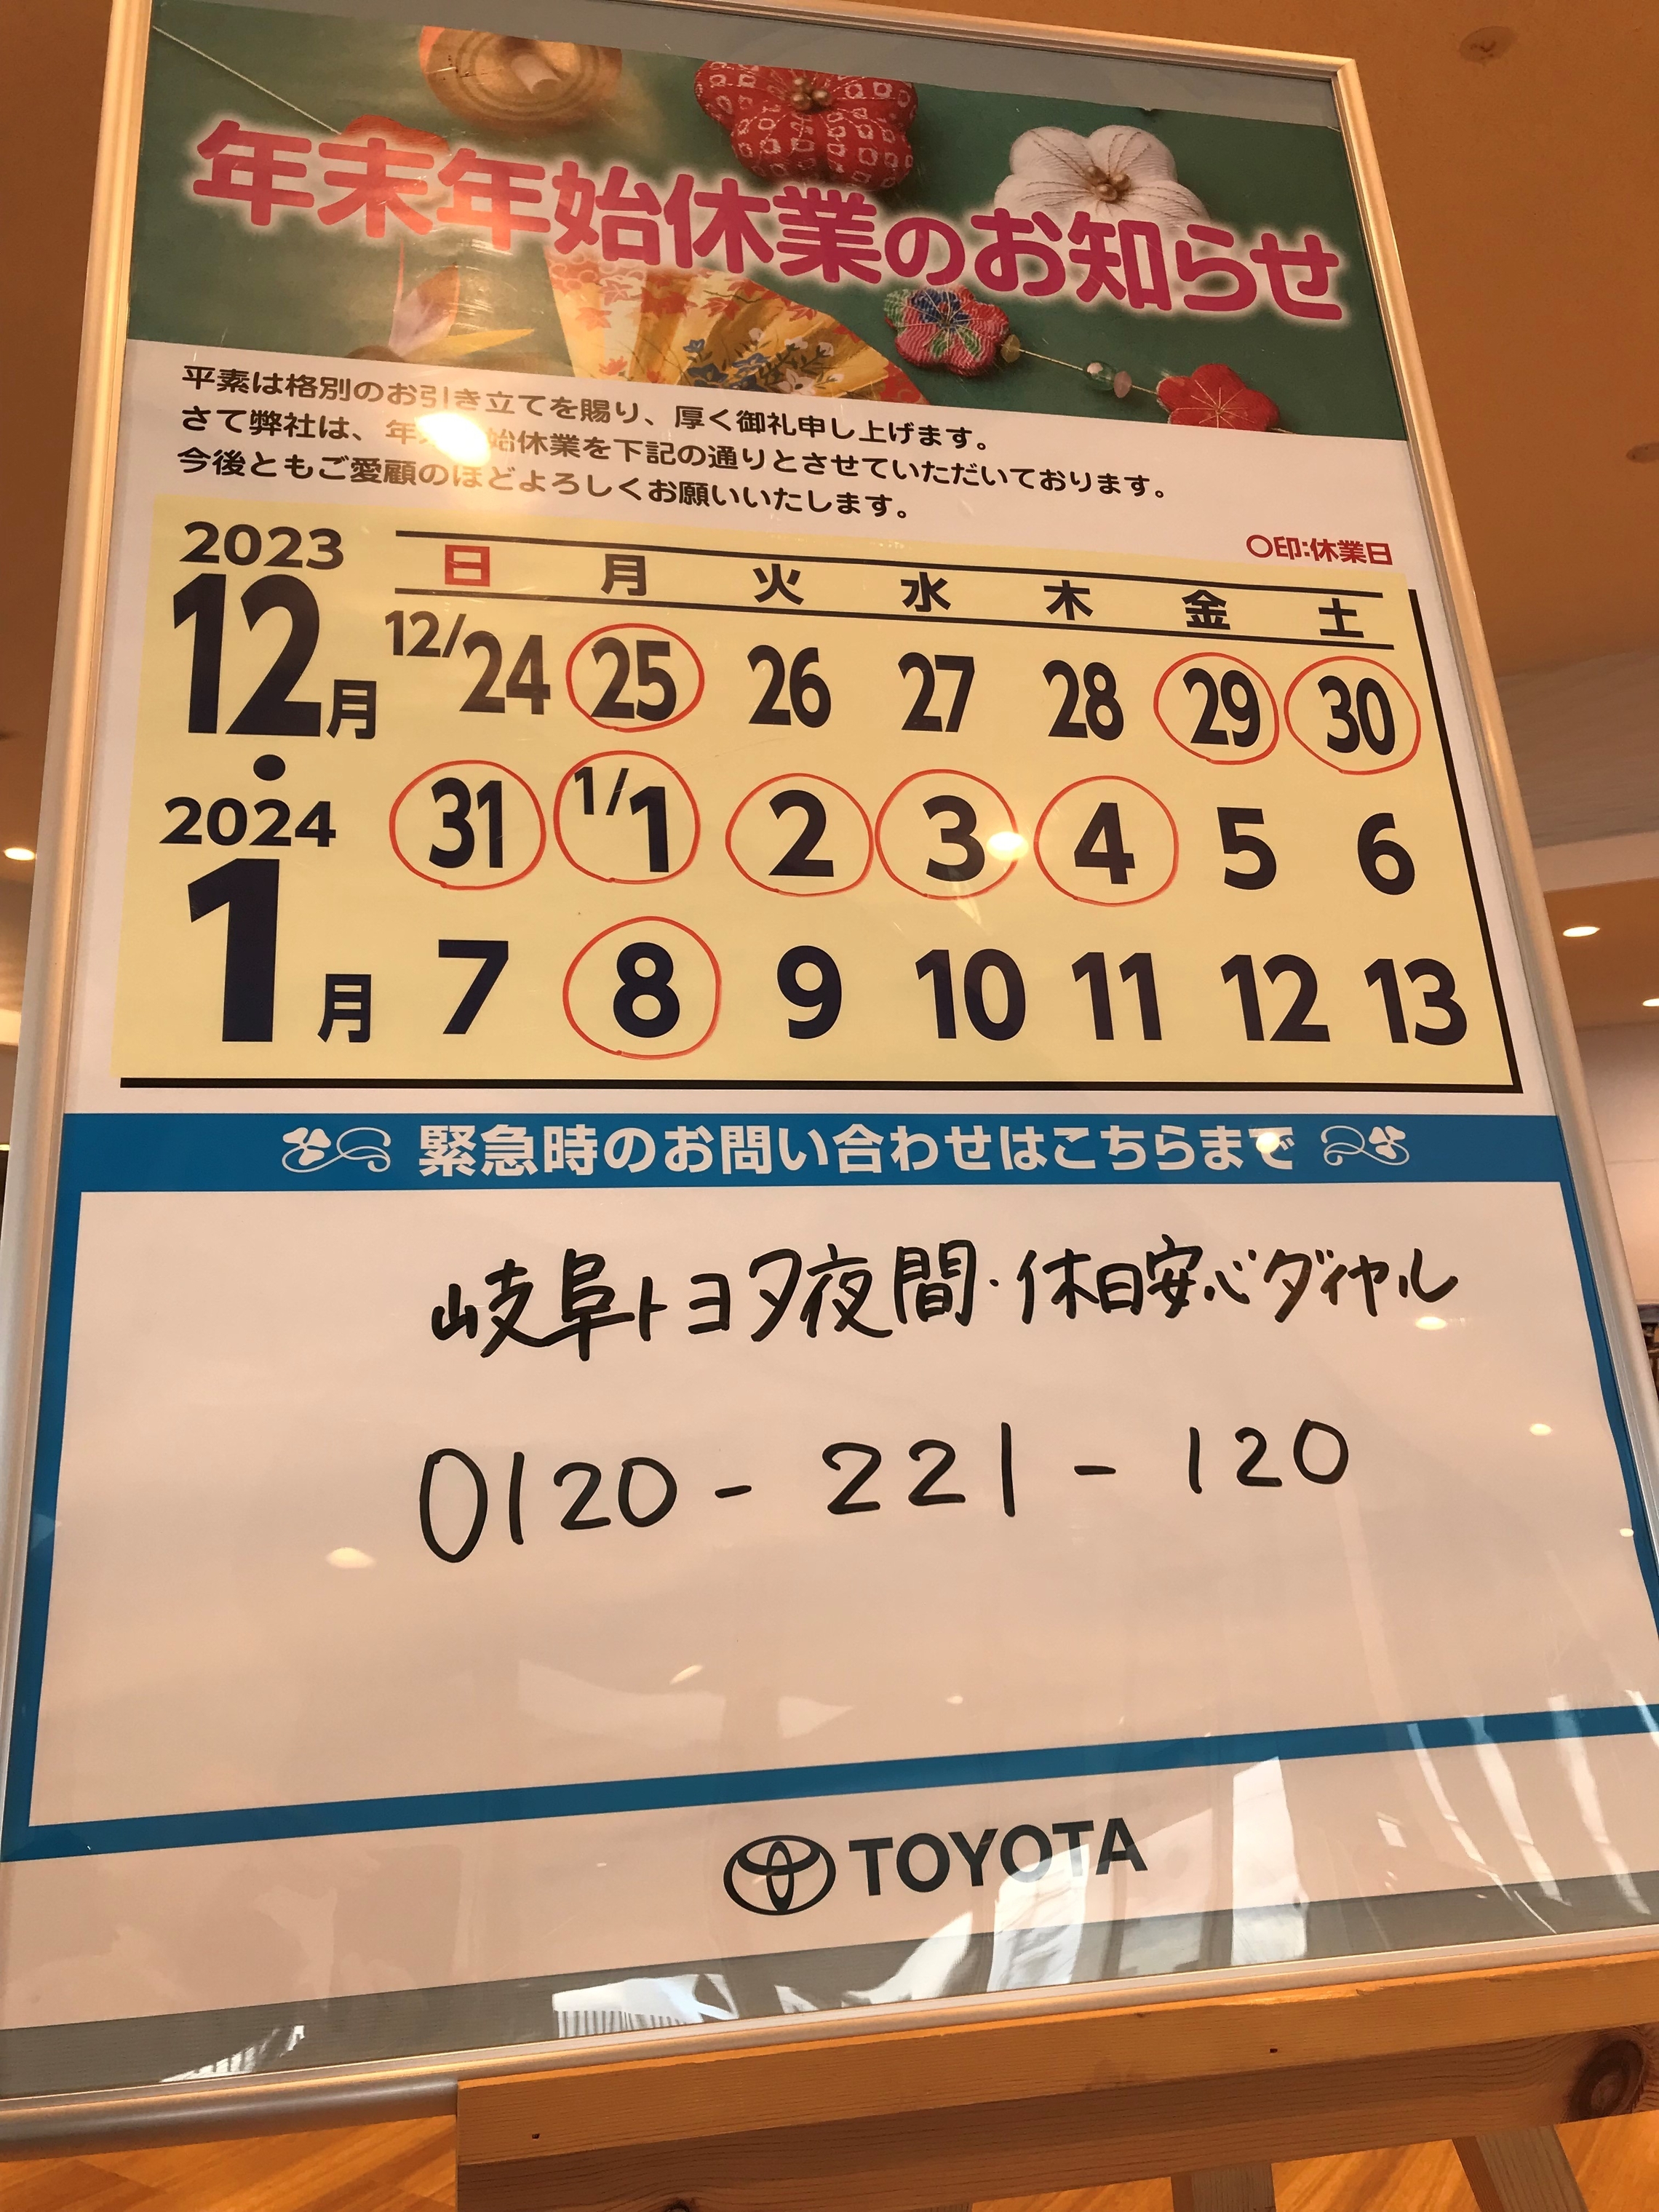 年末年始休業のお知らせ
平素は格別のお引き立てを賜り、厚く御礼申し上げます。
さて弊社は、年末年始休業を下記の通りとさせていただいております。
今後ともご愛顧のほどよろしくお願いいたします。
○印:休業日
2023
12月
・
2024
1月
日 月 火 水 木 金 土
12/24 25 26 27 28 29 30
31 1/1 2 3 4 5 6
7 8 9 10 11 12 13
緊急時のお問い合わせはこちらまで
岐阜トヨタ夜間・休日安心ダイヤル
0120-221-120
TOYOTA